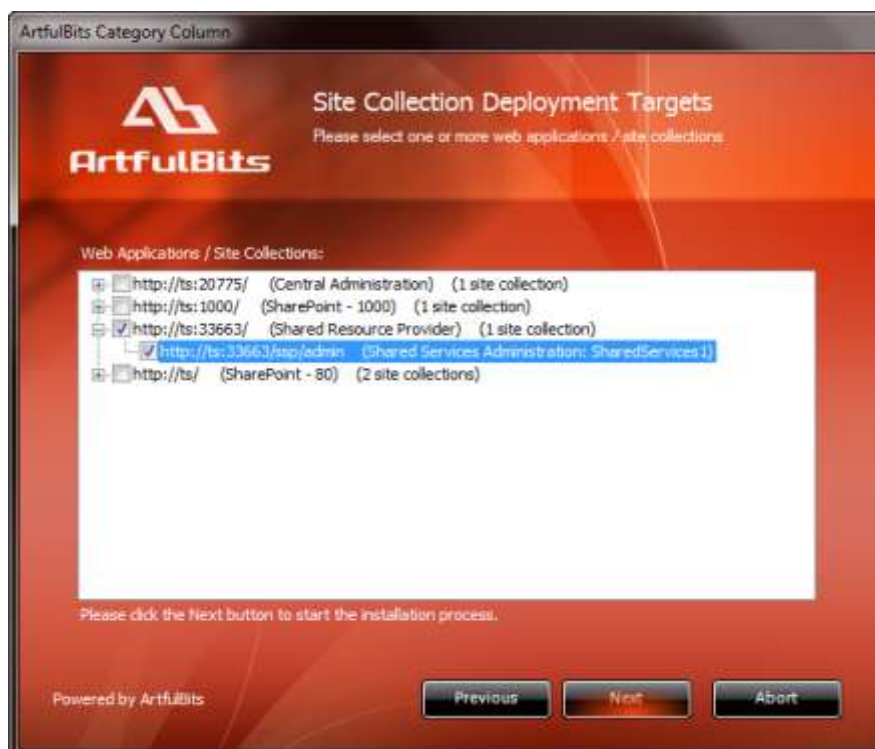 ArtfulBits Category Column
ArtfulBits
Site Collection Deployment Targets
Please select one or more web applications / site collections
Web Applications / Site Collections:
http://ts:20775/ (Central Administration) (1 site collection)
http://ts:1000/ (SharePoint - 1000) (1 site collection)
http://ts:33663/ (Shared Resource Provider) (1 site collection)
http://ts:33663/ssp/admin (Shared Services Administration: SharedServices1)
http://ts/ (SharePoint - 80) (2 site collections)
Please click the Next button to start the installation process.
Powered by ArtfulBits
Previous
Next
Abort